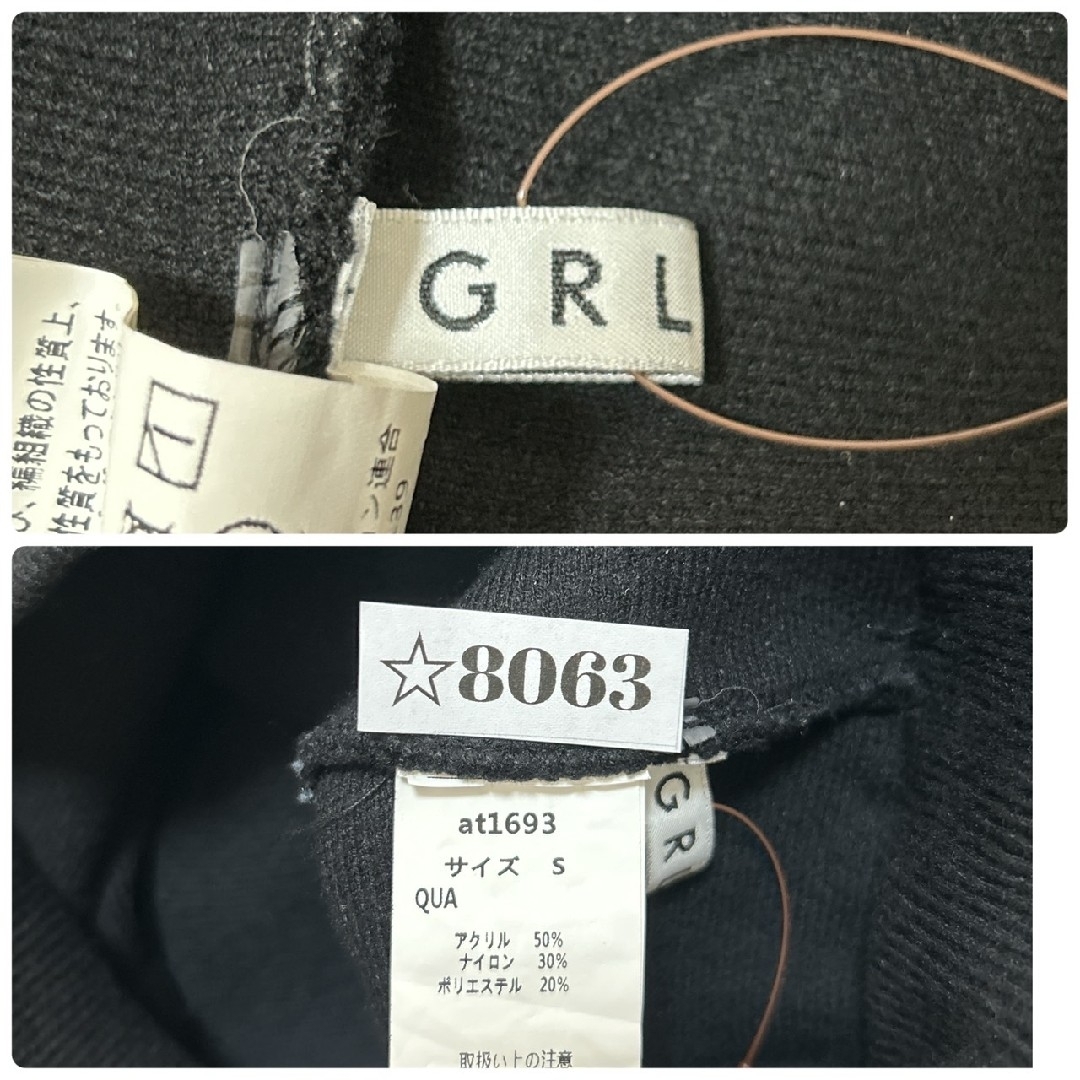 GRL
編組織の性質上、
性質をもっております。
ン連合
39
☆8063
GRL
at1693
サイズ S
QUA
アクリル 50%
ナイロン 30%
ポリエステル 20%
取扱い上の注意